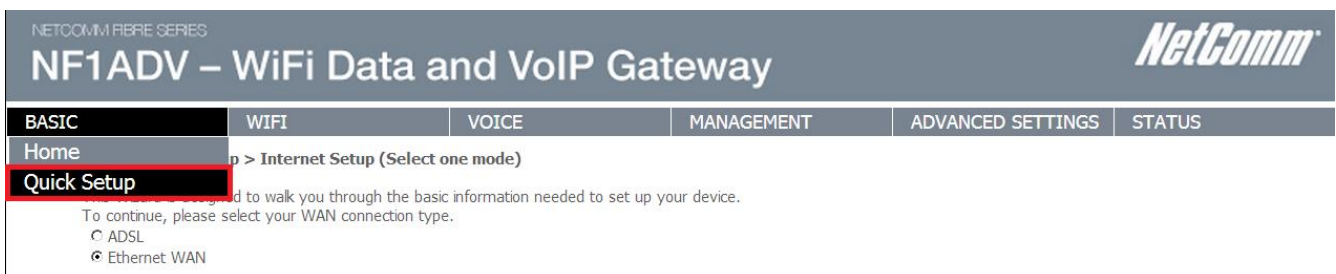 NETCOMM FIBRE SERIES
NF1ADV – WiFi Data and VoIP Gateway
NetComm
BASIC WIFI VOICE MANAGEMENT ADVANCED SETTINGS STATUS
Home
p > Internet Setup (Select one mode)
Quick Setup
to walk you through the basic information needed to set up your device.
To continue, please select your WAN connection type.
ADSL
Ethernet WAN